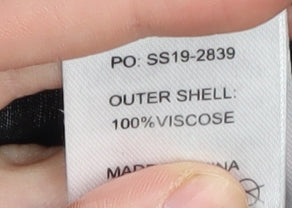 PO: SS19-2839
OUTER SHELL:
100%VISCOSE